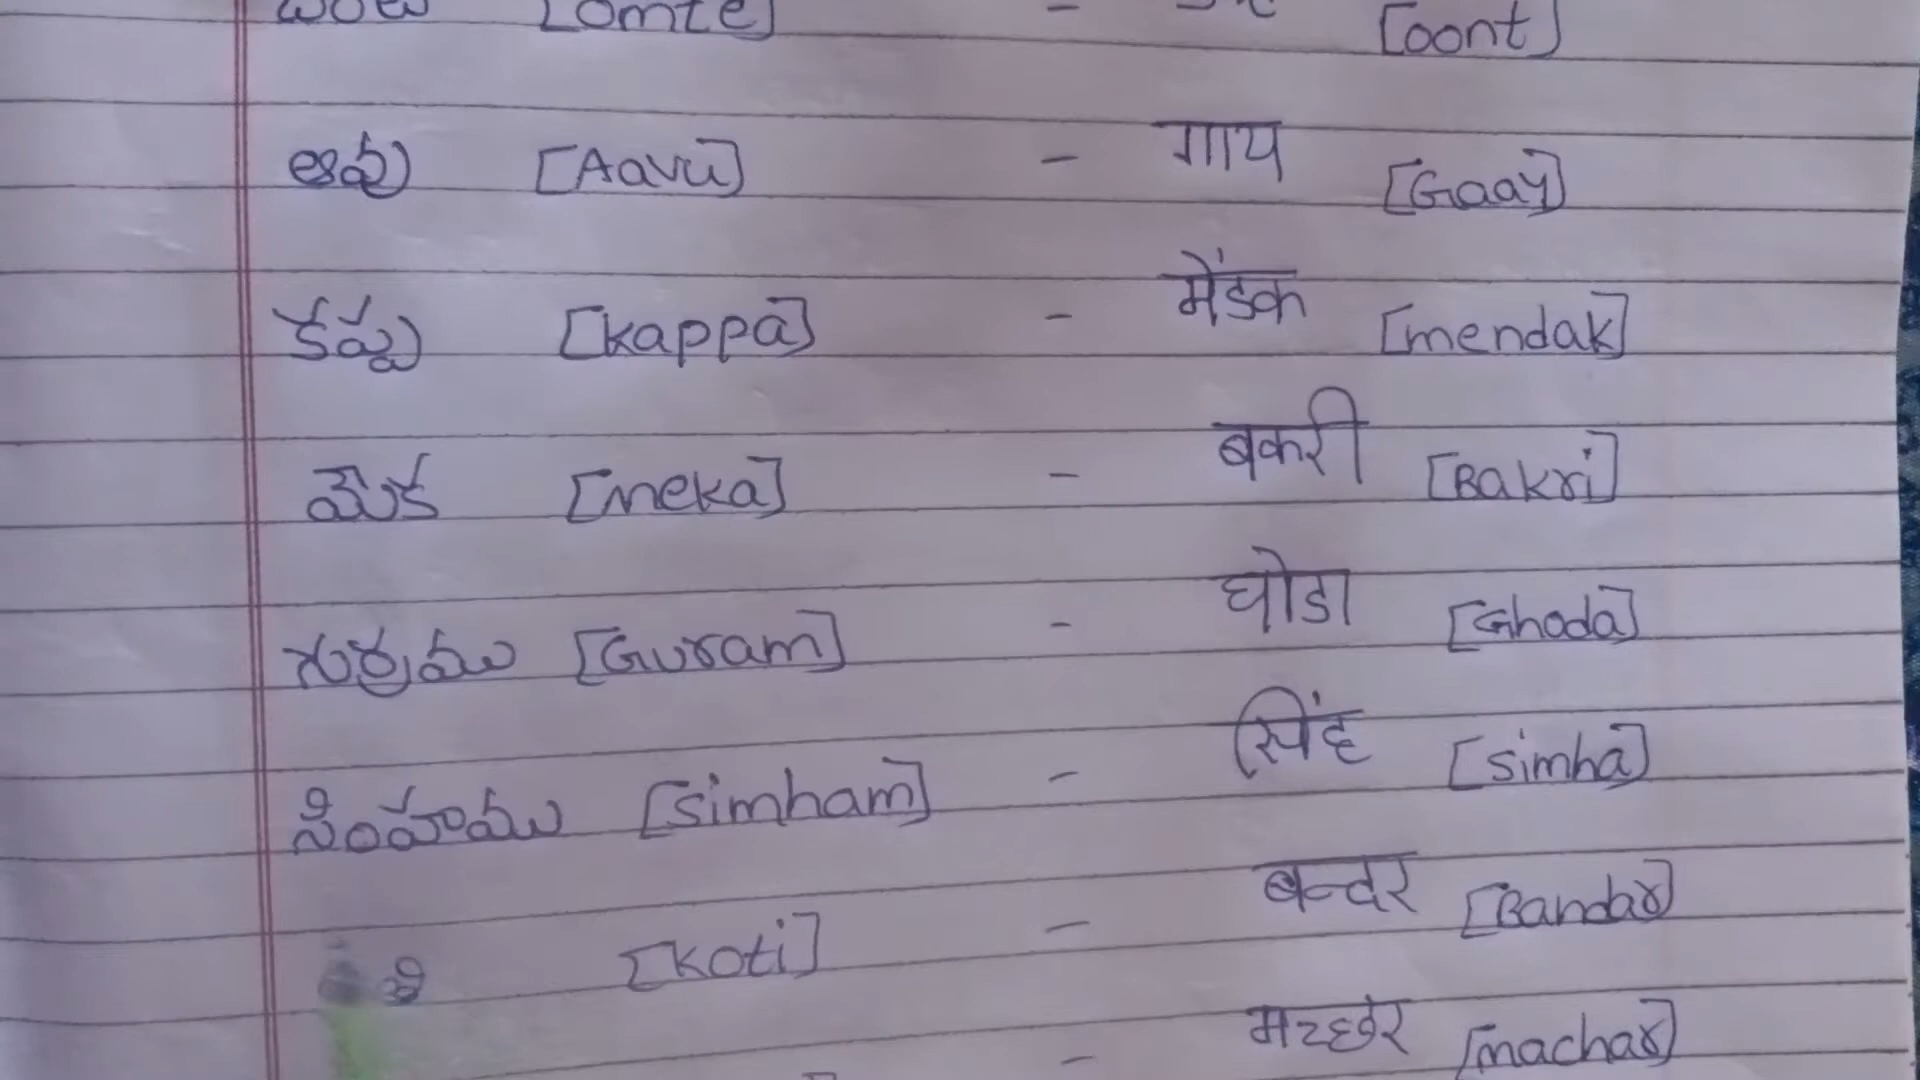 [Omte] - [oont]
ఆవు [Aavu] - गाय [Gaay]
కప్ప [kappa] - मेंडक [mendak]
మేక [meka] - बकरी [Bakri]
గుర్రము [Guram] - घोडा [Ghoda]
సింహము [simham] - सिंह [simha]
[Koti] - बन्दर [Bandar]
- मच्छर [machar]